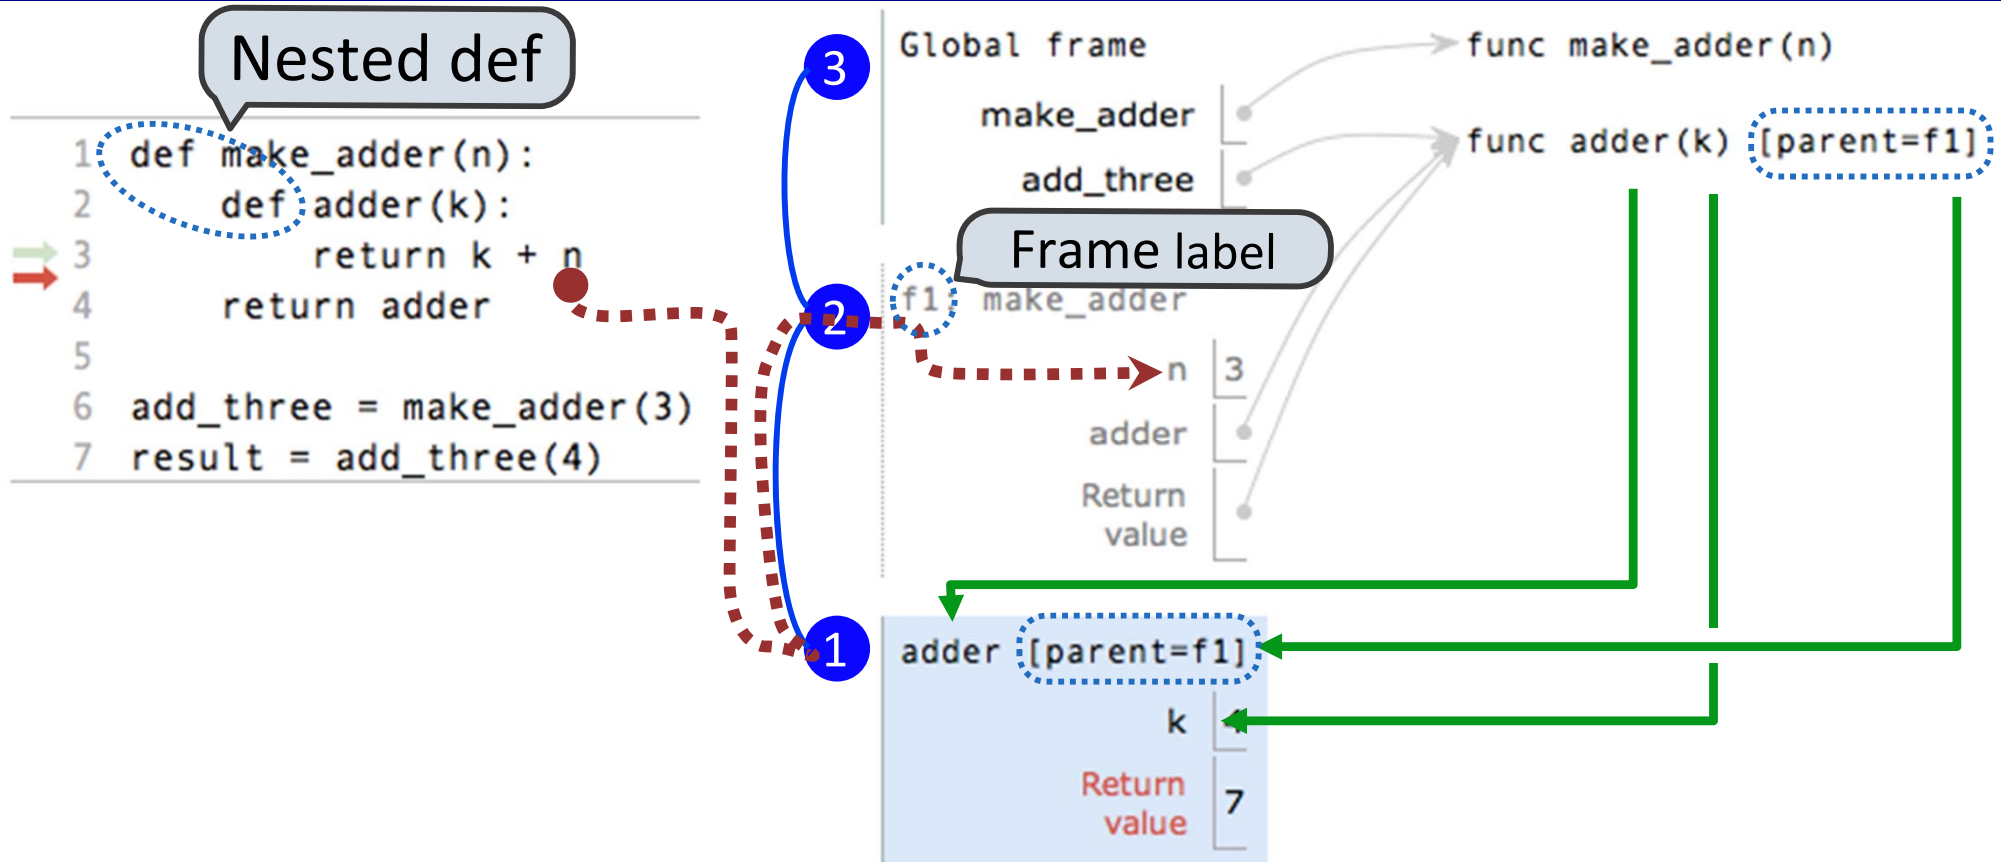 Nested def
1 def make_adder(n):
2 def adder(k):
3 return k + n
4 return adder
5
6 add_three = make_adder(3)
7 result = add_three(4)
3
2
1
Global frame
make_adder
add_three
func make_adder(n)
func adder(k) [parent=f1]
Frame label
f1: make_adder
n 3
adder
Return
value
adder [parent=f1]
k 4
Return
value 7